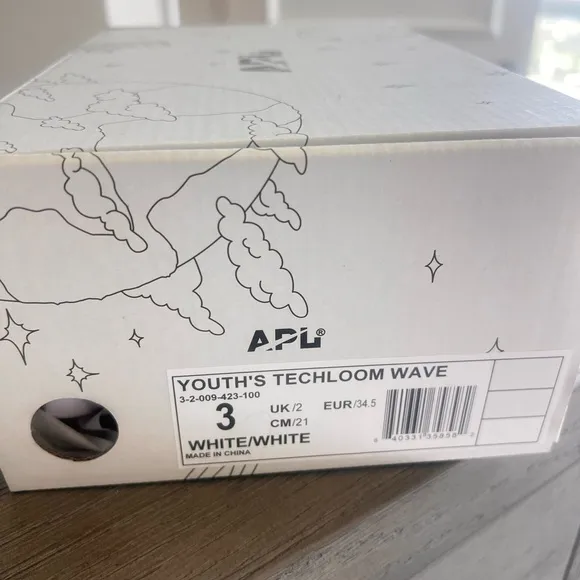 APL
APL®
YOUTH'S TECHLOOM WAVE
3-2-009-423-100
3 UK/2 EUR/34.5
CM/21
WHITE/WHITE
MADE IN CHINA